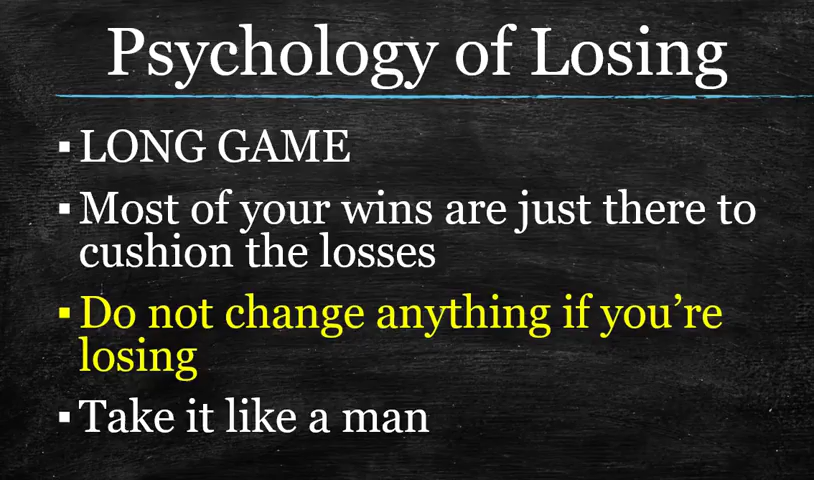 Psychology of Losing
▪ LONG GAME
▪ Most of your wins are just there to
cushion the losses
▪ Do not change anything if you’re
losing
▪ Take it like a man